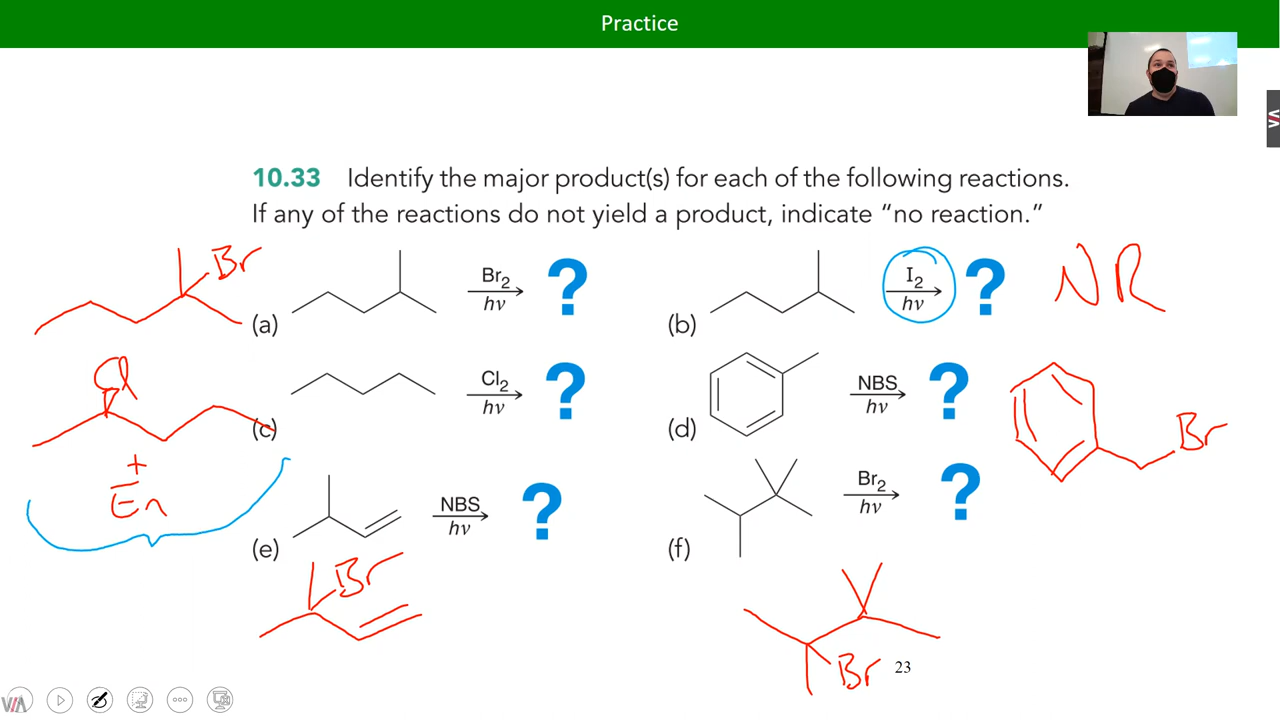 Practice
10.33 Identify the major product(s) for each of the following reactions.
If any of the reactions do not yield a product, indicate “no reaction.”
Br
(a)
Br2
hν
?
(b)
I2
hν
?
NR
Cl
+
En
(c)
Cl2
hν
?
(d)
NBS
hν
?
Br
(e)
NBS
hν
?
Br
(f)
Br2
hν
?
Br
23
VIA
VIA